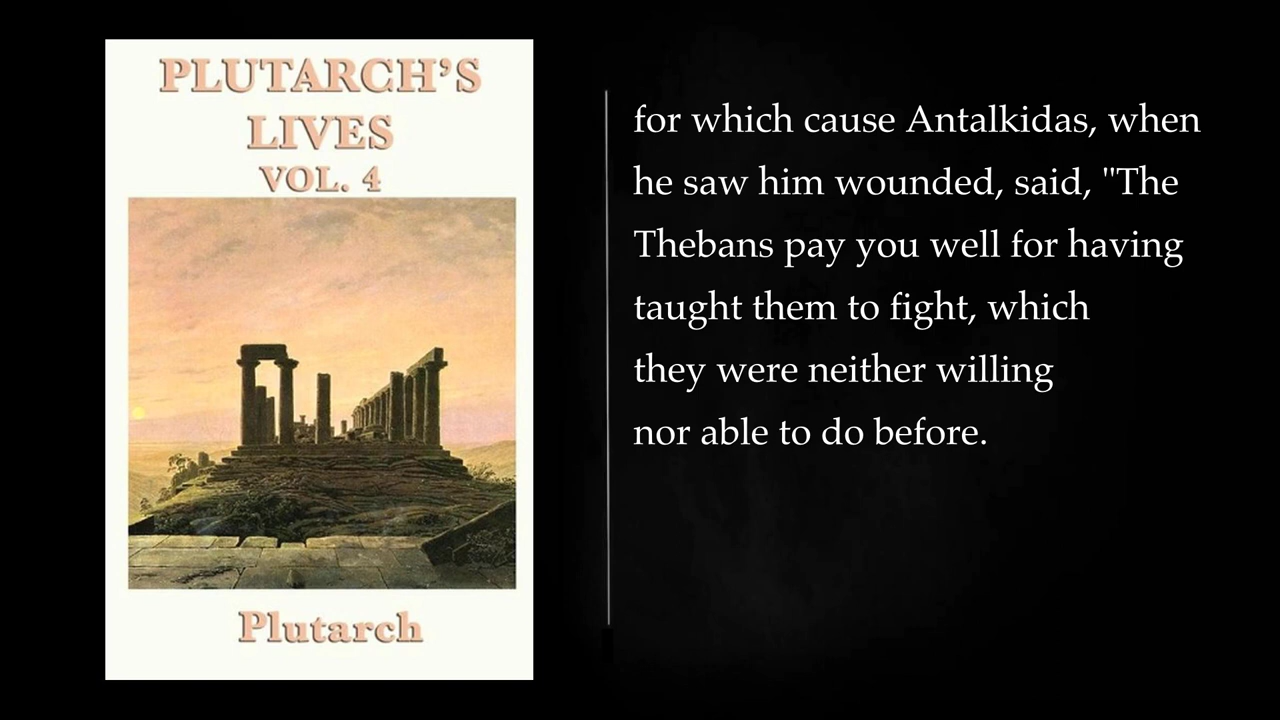 PLUTARCH'S
LIVES
VOL. 4
Plutarch
for which cause Antalkidas, when
he saw him wounded, said, "The
Thebans pay you well for having
taught them to fight, which
they were neither willing
nor able to do before.